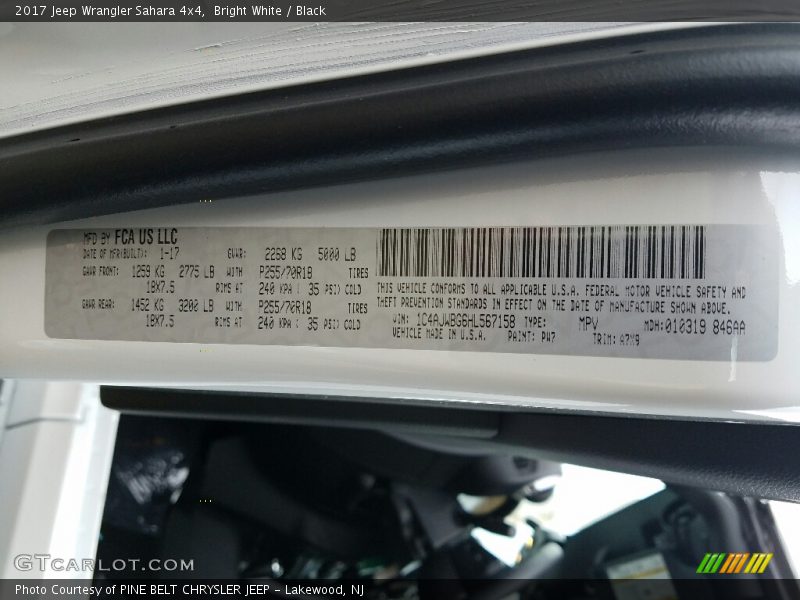 2017 Jeep Wrangler Sahara 4x4,  Bright White / Black
MFD BY FCA US LLC
DATE OF MFR(BUILT): 1-17 GVWR: 2268 KG 5000 LB
GAWR FRONT: 1259 KG 2775 LB WITH P255/70R18 TIRES
18X7.5 RIMS AT 240 KPA ( 35 PSI) COLD
GAWR REAR: 1452 KG 3200 LB WITH P255/70R18 TIRES
18X7.5 RIMS AT 240 KPA ( 35 PSI) COLD
THIS VEHICLE CONFORMS TO ALL APPLICABLE U.S.A. FEDERAL MOTOR VEHICLE SAFETY AND
THEFT PREVENTION STANDARDS IN EFFECT ON THE DATE OF MANUFACTURE SHOWN ABOVE.
VIN: 1C4AJWBG6HL567158 TYPE: MPV MDH:010319 846AA
VEHICLE MADE IN U.S.A. PAINT: PW7 TRIM: A7X9
GTCARLOT.COM
Photo Courtesy of PINE BELT CHRYSLER JEEP – Lakewood, NJ